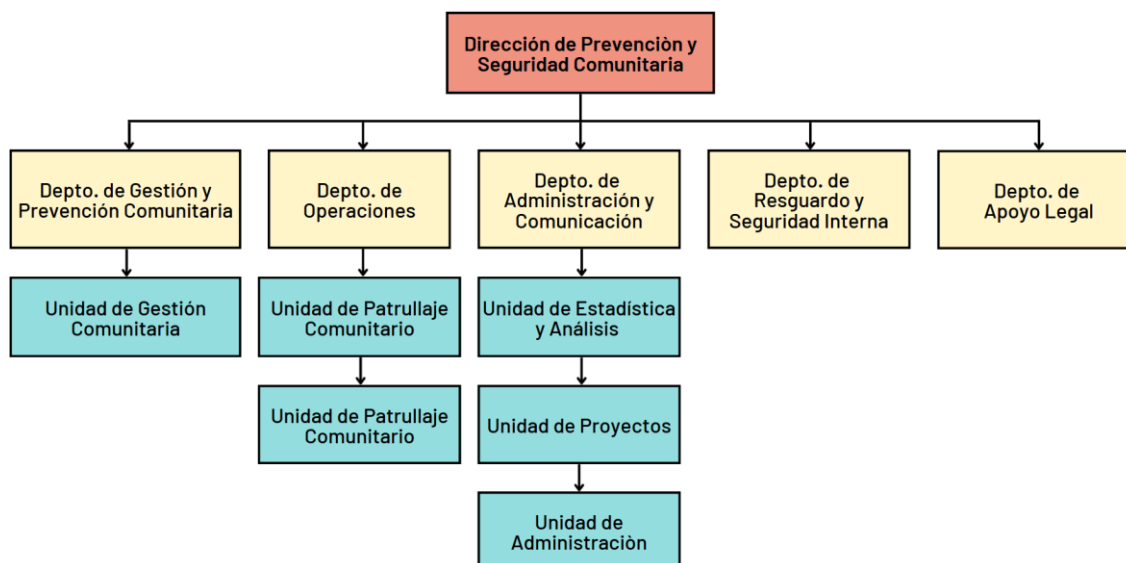 Dirección de Prevenciòn y
Seguridad Comunitaria
Depto. de Gestión y
Prevención Comunitaria
Depto. de
Operaciones
Depto. de
Administración y
Comunicación
Depto. de
Resguardo y
Seguridad Interna
Depto. de
Apoyo Legal
Unidad de Gestión
Comunitaria
Unidad de Patrullaje
Comunitario
Unidad de Estadística
y Análisis
Unidad de Patrullaje
Comunitario
Unidad de Proyectos
Unidad de
Administraciòn